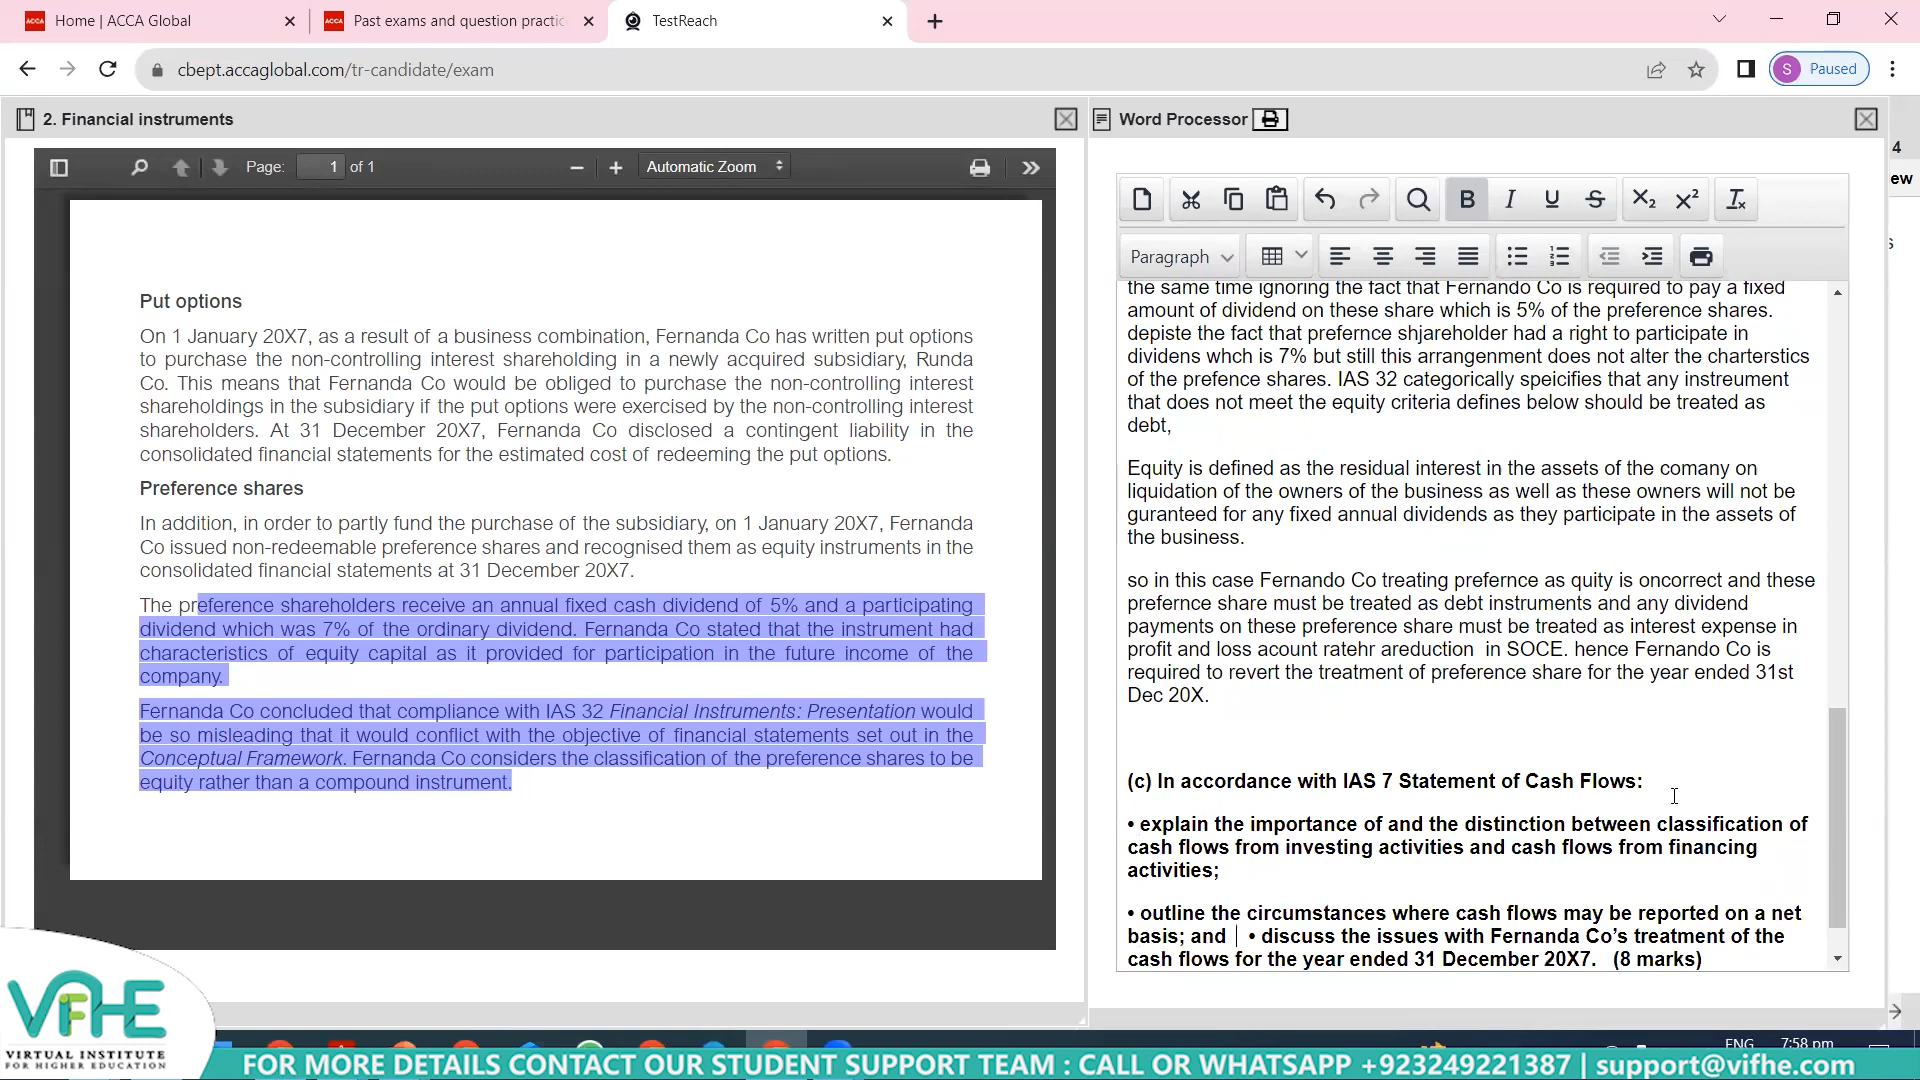 Home | ACCA Global
Past exams and question practic
TestReach
cbept.accaglobal.com/tr-candidate/exam
S Paused
2. Financial instruments
Page: 1 of 1
Automatic Zoom
Put options
On 1 January 20X7, as a result of a business combination, Fernanda Co has written put options
to purchase the non-controlling interest shareholding in a newly acquired subsidiary, Runda
Co. This means that Fernanda Co would be obliged to purchase the non-controlling interest
shareholdings in the subsidiary if the put options were exercised by the non-controlling interest
shareholders. At 31 December 20X7, Fernanda Co disclosed a contingent liability in the
consolidated financial statements for the estimated cost of redeeming the put options.
Preference shares
In addition, in order to partly fund the purchase of the subsidiary, on 1 January 20X7, Fernanda
Co issued non-redeemable preference shares and recognised them as equity instruments in the
consolidated financial statements at 31 December 20X7.
The preference shareholders receive an annual fixed cash dividend of 5% and a participating
dividend which was 7% of the ordinary dividend. Fernanda Co stated that the instrument had
characteristics of equity capital as it provided for participation in the future income of the
company.
Fernanda Co concluded that compliance with IAS 32 Financial Instruments: Presentation would
be so misleading that it would conflict with the objective of financial statements set out in the
Conceptual Framework. Fernanda Co considers the classification of the preference shares to be
equity rather than a compound instrument.
Word Processor
Paragraph
the same time ignoring the fact that Fernando Co is required to pay a fixed
amount of dividend on these share which is 5% of the preference shares.
depiste the fact that prefernce shjareholder had a right to participate in
dividens whch is 7% but still this arrangenment does not alter the charterstics
of the prefence shares. IAS 32 categorically speicifies that any instreument
that does not meet the equity criteria defines below should be treated as
debt,
Equity is defined as the residual interest in the assets of the comany on
liquidation of the owners of the business as well as these owners will not be
guranteed for any fixed annual dividends as they participate in the assets of
the business.
so in this case Fernando Co treating prefernce as quity is oncorrect and these
prefernce share must be treated as debt instruments and any dividend
payments on these preference share must be treated as interest expense in
profit and loss acount ratehr areduction in SOCE. hence Fernando Co is
required to revert the treatment of preference share for the year ended 31st
Dec 20X.
(c) In accordance with IAS 7 Statement of Cash Flows:
• explain the importance of and the distinction between classification of
cash flows from investing activities and cash flows from financing
activities;
• outline the circumstances where cash flows may be reported on a net
basis; and • discuss the issues with Fernanda Co's treatment of the
cash flows for the year ended 31 December 20X7. (8 marks)
4
ew
s
ENG
7:58 pm
VIFHE
VIRTUAL INSTITUTE
FOR HIGHER EDUCATION
FOR MORE DETAILS CONTACT OUR STUDENT SUPPORT TEAM : CALL OR WHATSAPP +923249221387 | support@vifhe.com